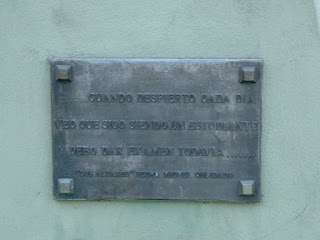 ......CUANDO DESPIERTO CADA DIA
VEO QUE SIGO SIENDO UN ESTUDIANTE
Y DEBO DAR EXAMEN TODAVIA........